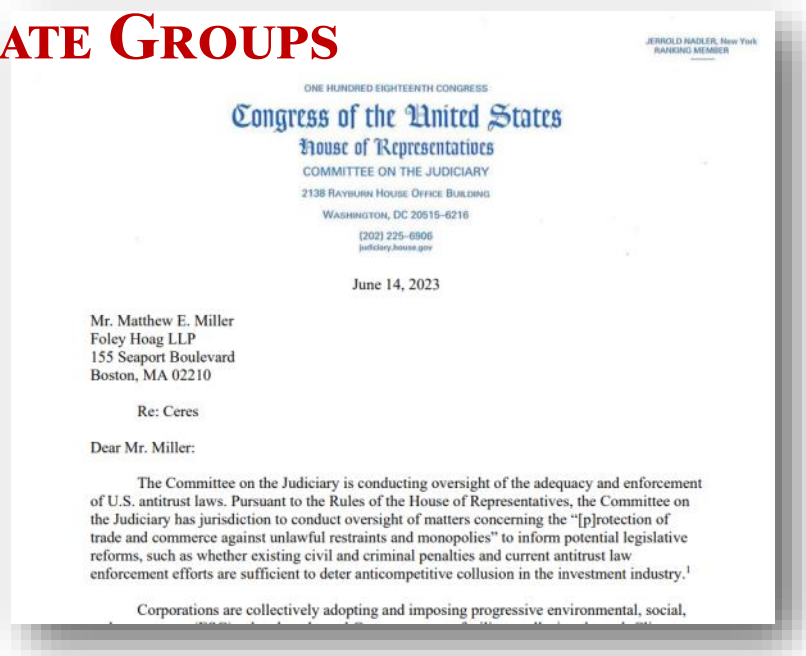 ATE GROUPS
JERROLD NADLER, New York
RANKING MEMBER
ONE HUNDRED EIGHTEENTH CONGRESS
Congress of the United States
House of Representatives
COMMITTEE ON THE JUDICIARY
2138 RAYBURN HOUSE OFFICE BUILDING
WASHINGTON, DC 20515–6216
(202) 225–6906
judiciary.house.gov
June 14, 2023
Mr. Matthew E. Miller
Foley Hoag LLP
155 Seaport Boulevard
Boston, MA 02210
Re: Ceres
Dear Mr. Miller:
The Committee on the Judiciary is conducting oversight of the adequacy and enforcement
of U.S. antitrust laws. Pursuant to the Rules of the House of Representatives, the Committee on
the Judiciary has jurisdiction to conduct oversight of matters concerning the “[p]rotection of
trade and commerce against unlawful restraints and monopolies” to inform potential legislative
reforms, such as whether existing civil and criminal penalties and current antitrust law
enforcement efforts are sufficient to deter anticompetitive collusion in the investment industry.1
Corporations are collectively adopting and imposing progressive environmental, social,